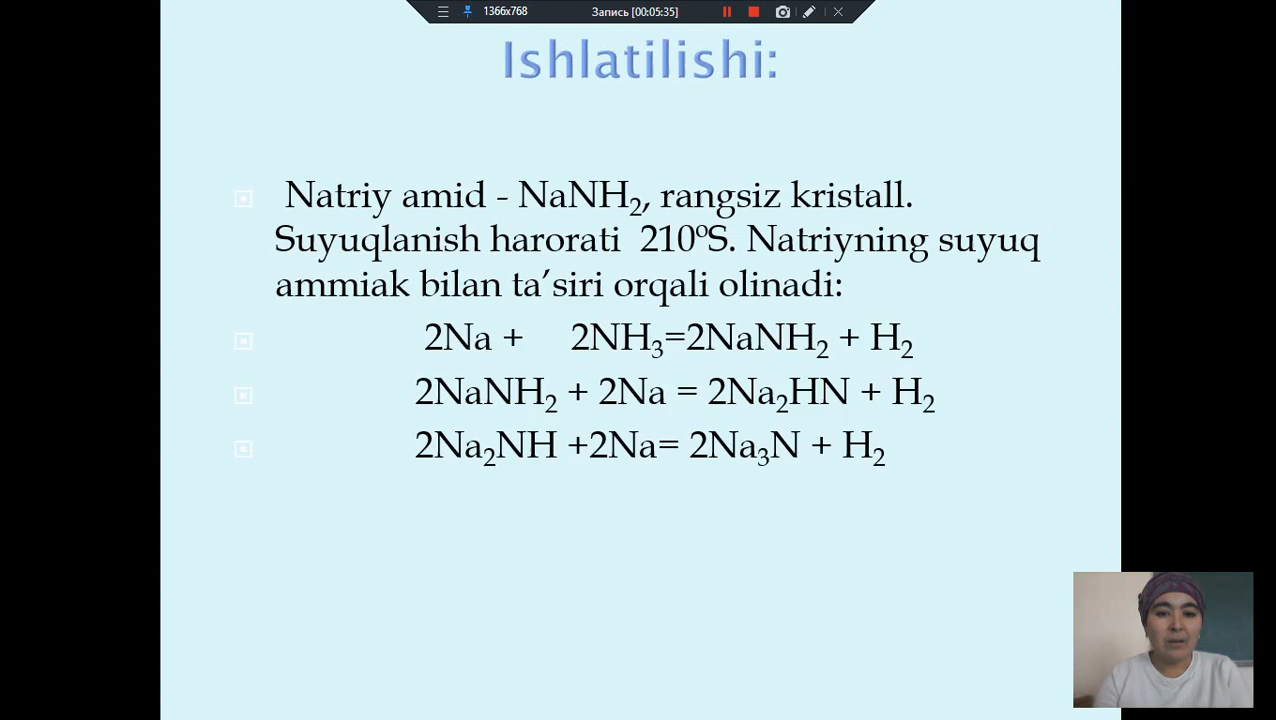 1366x768
Запись [00:05:35]
Ishlatilishi:
Natriy amid - NaNH₂, rangsiz kristall.
Suyuqlanish harorati 210ºS. Natriyning suyuq
ammiak bilan ta’siri orqali olinadi:
2Na + 2NH₃=2NaNH₂ + H₂
2NaNH₂ + 2Na = 2Na₂HN + H₂
2Na₂NH +2Na= 2Na₃N + H₂